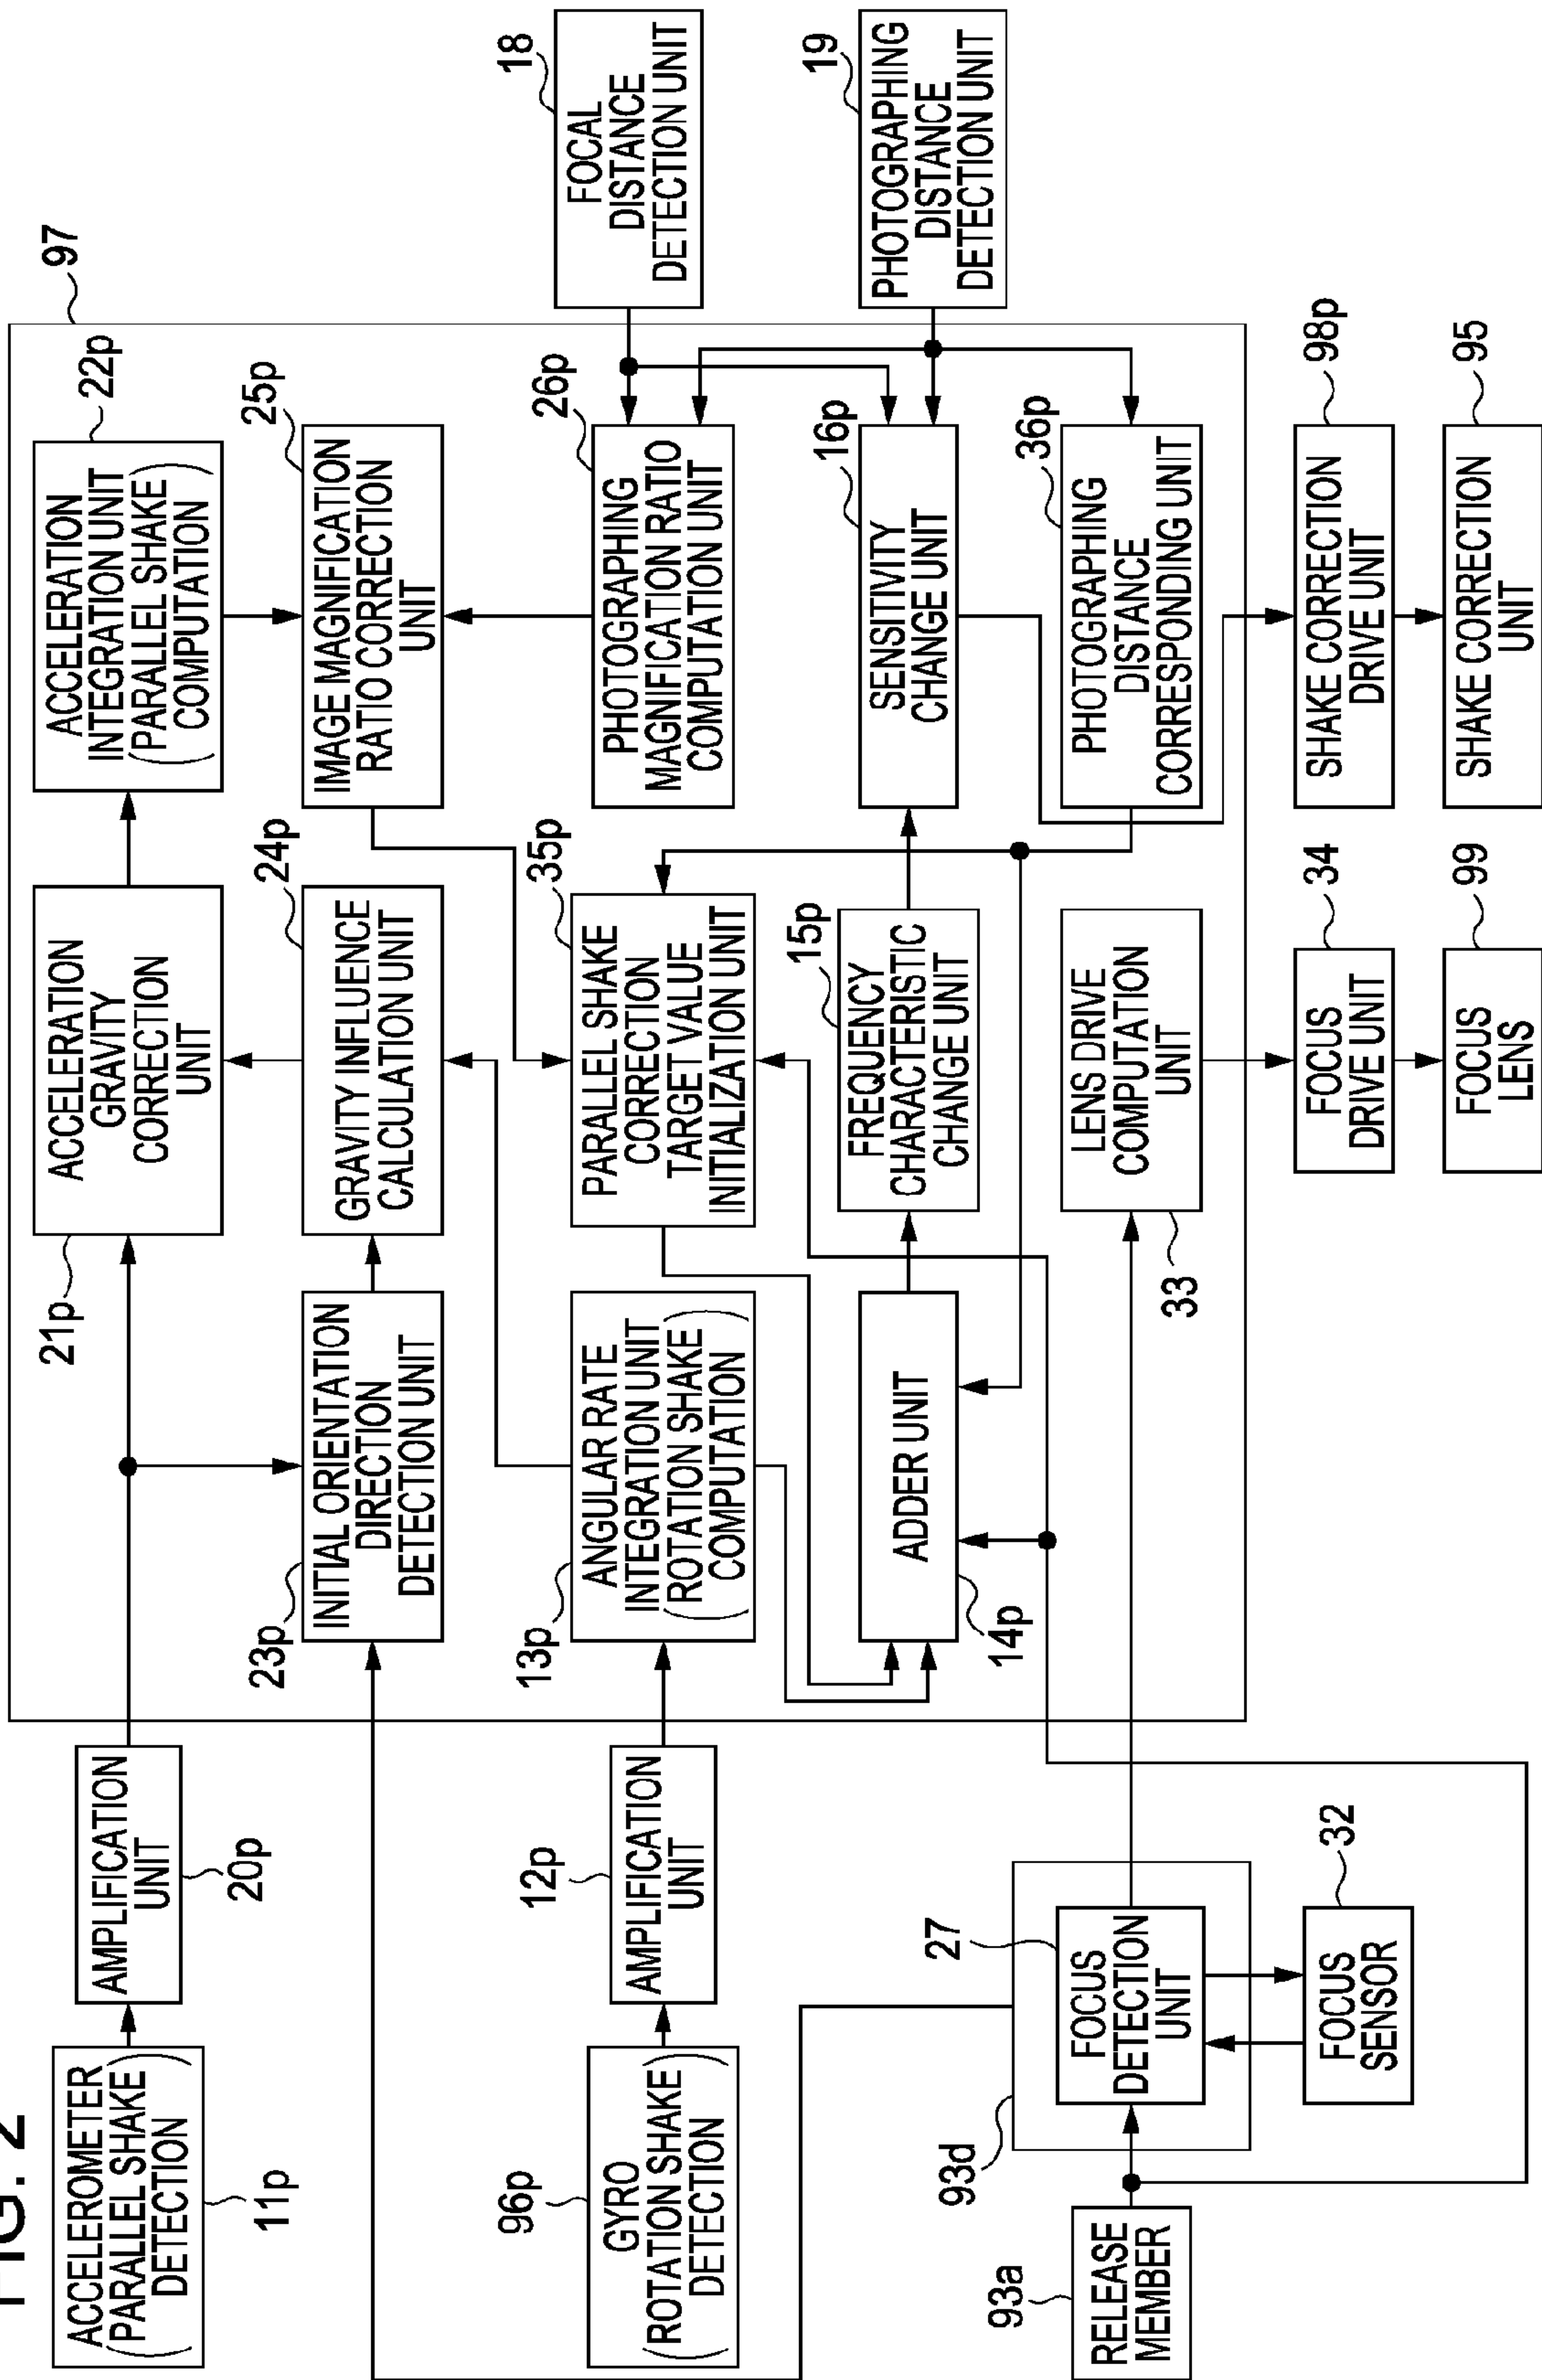 FIG. 2
ACCELEROMETER
(PARALLEL SHAKE
DETECTION)
11p
AMPLIFICATION
UNIT
20p
21p
ACCELERATION
GRAVITY
CORRECTION
UNIT
ACCELERATION
INTEGRATION UNIT
(PARALLEL SHAKE
COMPUTATION)
22p
97
23p
INITIAL ORIENTATION
DIRECTION
DETECTION UNIT
GRAVITY INFLUENCE
CALCULATION UNIT
24p
IMAGE MAGNIFICATION
RATIO CORRECTION
UNIT
25p
96p
GYRO
(ROTATION SHAKE
DETECTION)
12p
AMPLIFICATION
UNIT
13p
ANGULAR RATE
INTEGRATION UNIT
(ROTATION SHAKE
COMPUTATION)
PARALLEL SHAKE
CORRECTION
TARGET VALUE
INITIALIZATION UNIT
35p
PHOTOGRAPHING
MAGNIFICATION RATIO
COMPUTATION UNIT
26p
18
FOCAL
DISTANCE
DETECTION UNIT
ADDER UNIT
14p
FREQUENCY
CHARACTERISTIC
CHANGE UNIT
15p
SENSITIVITY
CHANGE UNIT
16p
19
PHOTOGRAPHING
DISTANCE
DETECTION UNIT
93a
RELEASE
MEMBER
93d
FOCUS
DETECTION
UNIT
27
FOCUS
SENSOR
32
33
LENS DRIVE
COMPUTATION
UNIT
PHOTOGRAPHING
DISTANCE
CORRESPONDING UNIT
36p
FOCUS
DRIVE UNIT
34
SHAKE CORRECTION
DRIVE UNIT
98p
FOCUS
LENS
99
SHAKE CORRECTION
UNIT
95